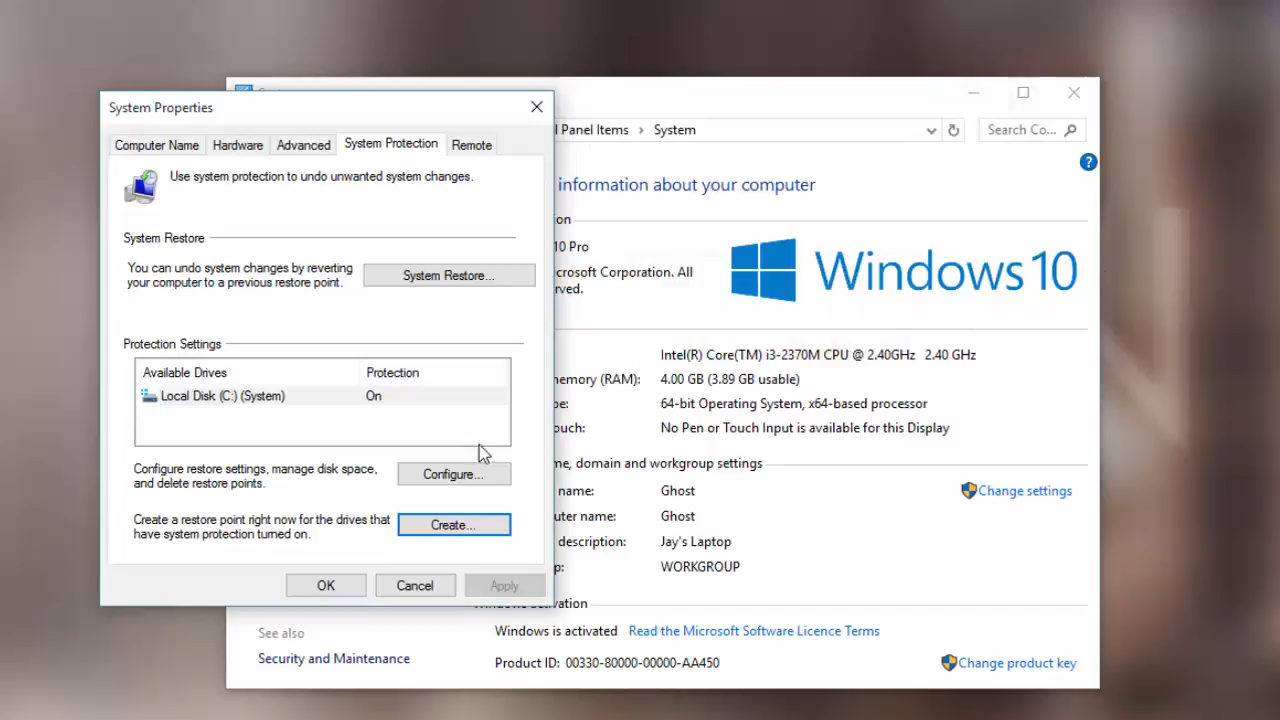 System Properties
Computer Name
Hardware
Advanced
System Protection
Remote
Use system protection to undo unwanted system changes.
System Restore
You can undo system changes by reverting
your computer to a previous restore point.
System Restore...
Protection Settings
Available Drives
Protection
Local Disk (C:) (System)
On
Configure restore settings, manage disk space,
and delete restore points.
Configure...
Create a restore point right now for the drives that
have system protection turned on.
Create...
OK
Cancel
Apply
l Panel Items
System
Search Co...
?
information about your computer
on
10 Pro
crosoft Corporation. All
rved.
Windows 10
Intel(R) Core(TM) i3-2370M CPU @ 2.40GHz 2.40 GHz
emory (RAM): 4.00 GB (3.89 GB usable)
pe: 64-bit Operating System, x64-based processor
ouch: No Pen or Touch Input is available for this Display
me, domain and workgroup settings
name: Ghost
Change settings
uter name: Ghost
description: Jay's Laptop
p: WORKGROUP
Windows activation
See also
Windows is activated Read the Microsoft Software Licence Terms
Security and Maintenance
Product ID: 00330-80000-00000-AA450
Change product key